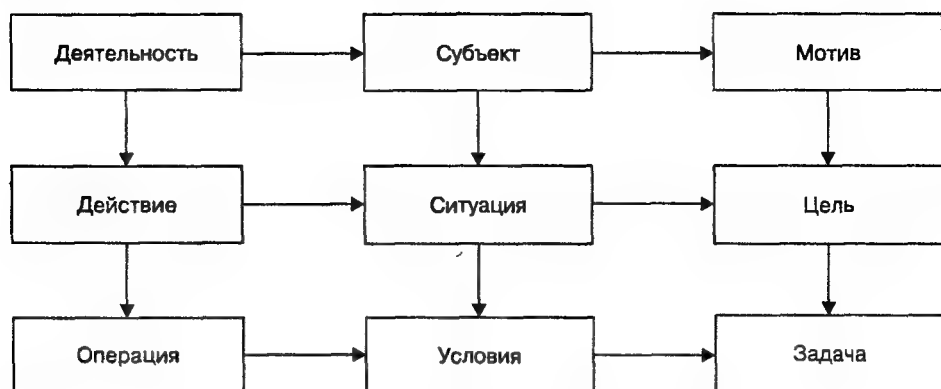 Деятельность
Субъект
Мотив
Действие
Ситуация
Цель
Операция
Условия
Задача